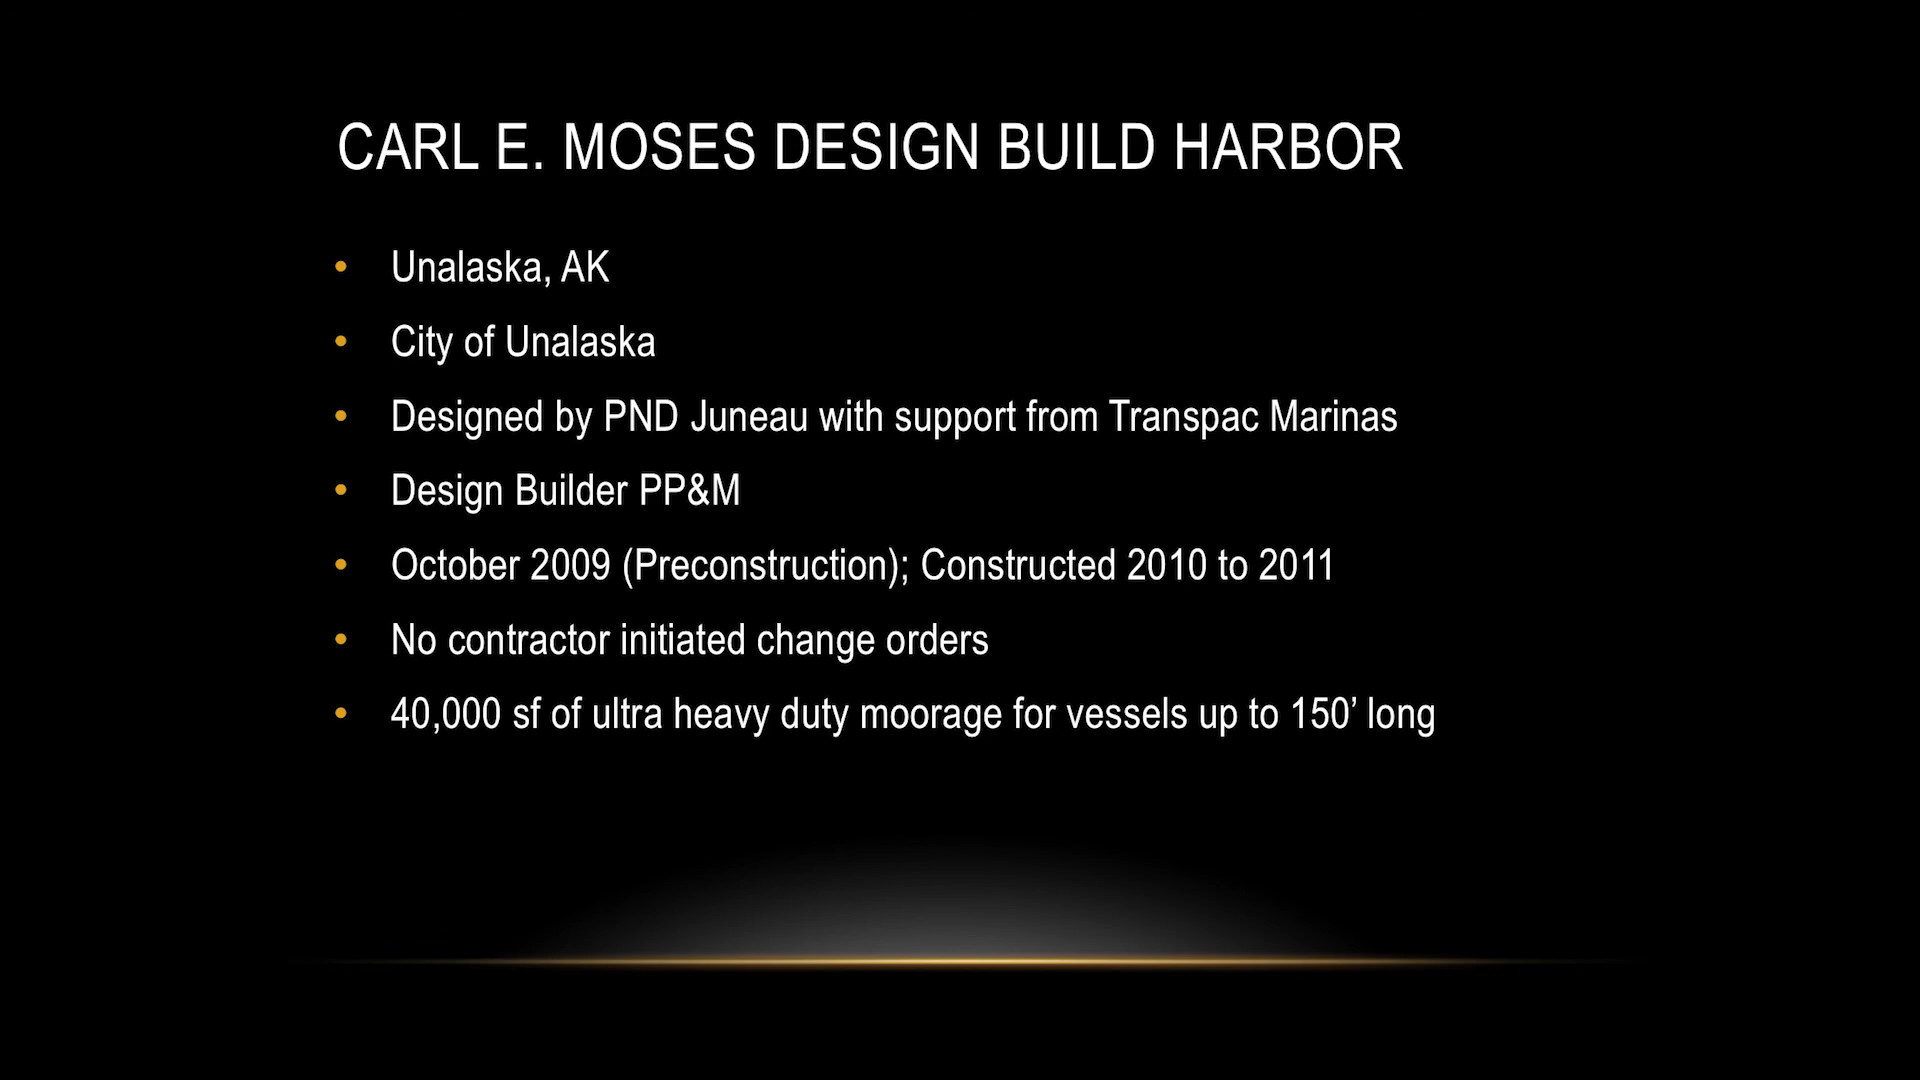 CARL E. MOSES DESIGN BUILD HARBOR
• Unalaska, AK
• City of Unalaska
• Designed by PND Juneau with support from Transpac Marinas
• Design Builder PP&M
• October 2009 (Preconstruction); Constructed 2010 to 2011
• No contractor initiated change orders
• 40,000 sf of ultra heavy duty moorage for vessels up to 150’ long